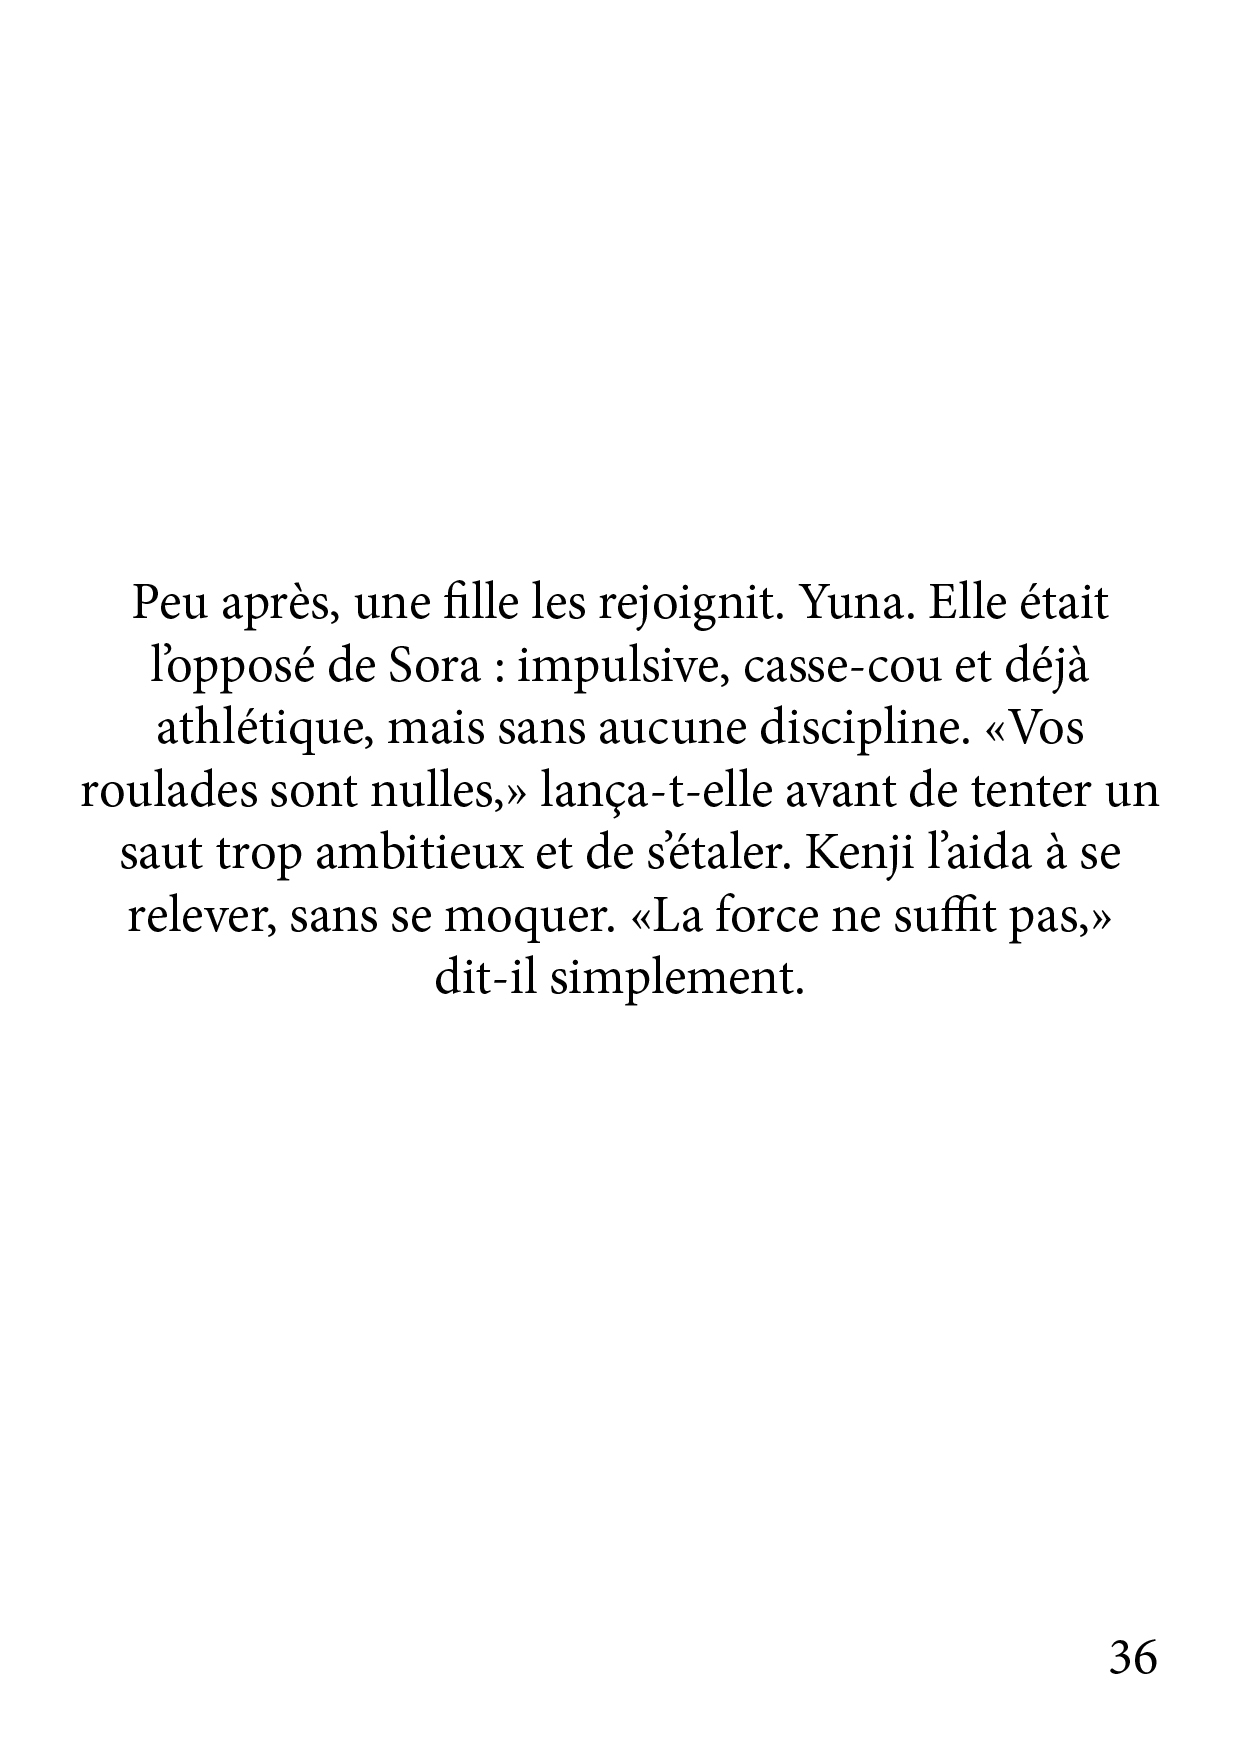 Peu après, une fille les rejoignit. Yuna. Elle était
l’opposé de Sora : impulsive, casse-cou et déjà
athlétique, mais sans aucune discipline. «Vos
roulades sont nulles,» lança-t-elle avant de tenter un
saut trop ambitieux et de s’étaler. Kenji l’aida à se
relever, sans se moquer. «La force ne suffit pas,»
dit-il simplement.
36